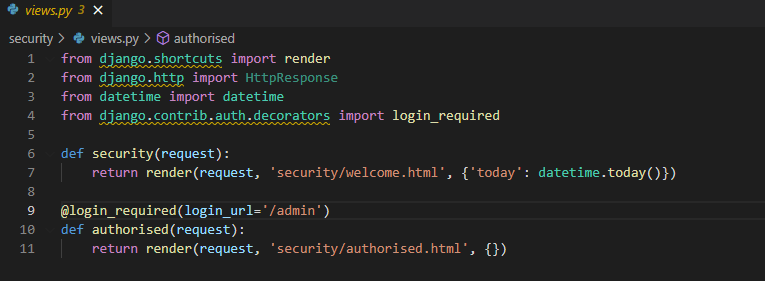 views.py 3 ×
security > views.py > authorised
1 from django.shortcuts import render
2 from django.http import HttpResponse
3 from datetime import datetime
4 from django.contrib.auth.decorators import login_required
5
6 def security(request):
7     return render(request, 'security/welcome.html', {'today': datetime.today()})
8
9 @login_required(login_url='/admin')
10 def authorised(request):
11     return render(request, 'security/authorised.html', {})